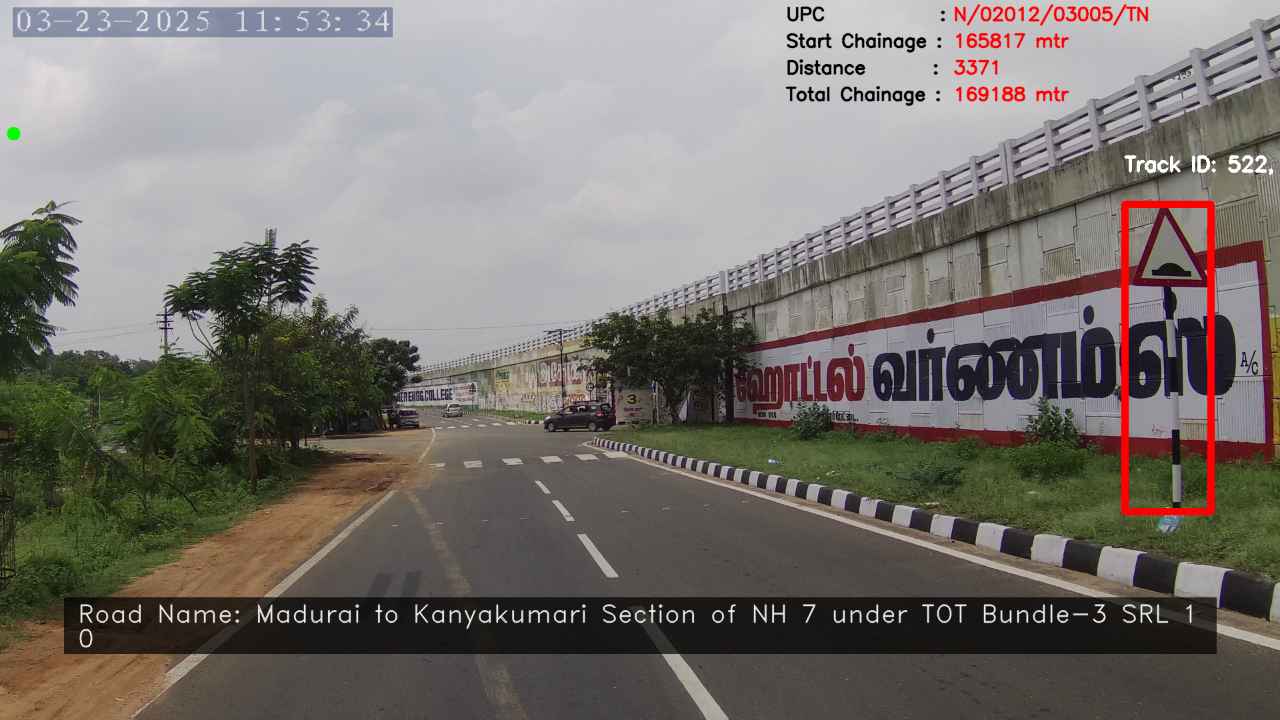 03-23-2025 11:53:34
UPC : N/02012/03005/TN
Start Chainage : 165817 mtr
Distance : 3371
Total Chainage : 169188 mtr
Track ID: 522,
ஹோட்டல் வர்ணம்ஸ் A/C
COLLEGE
3
Road Name: Madurai to Kanyakumari Section of NH 7 under TOT Bundle-3 SRL 1
0